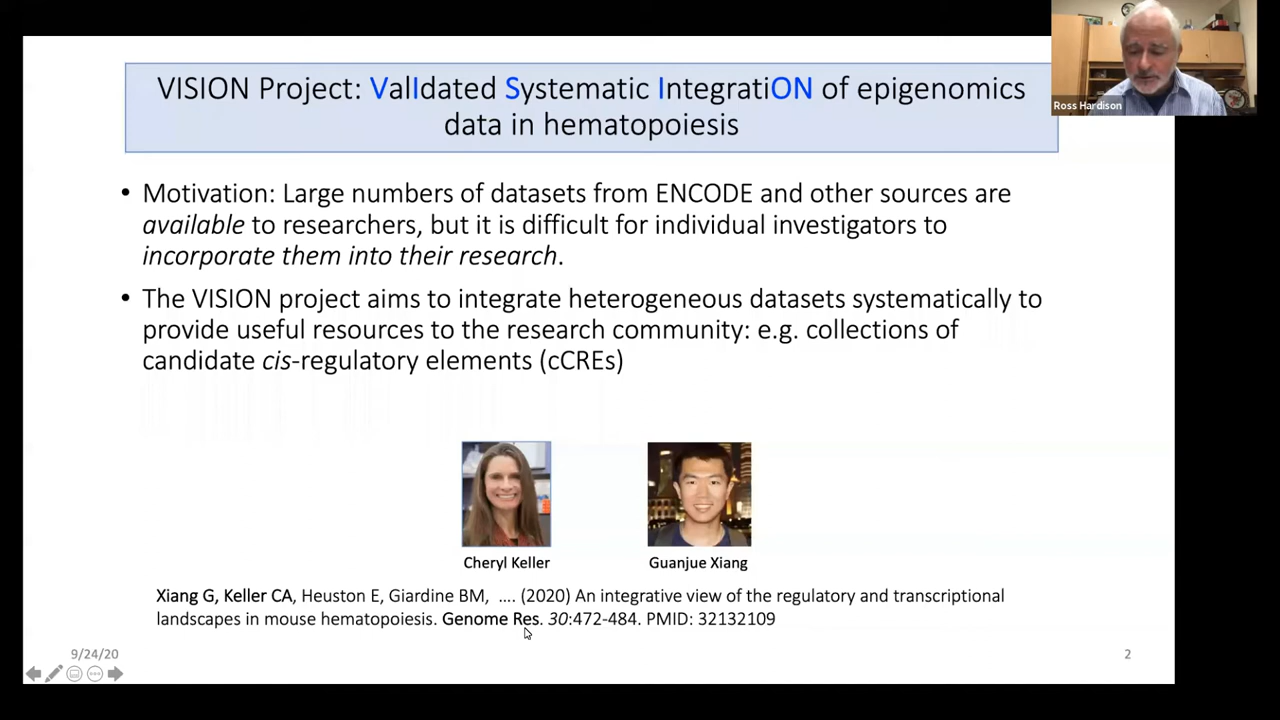 VISION Project: ValIdated Systematic IntegratiON of epigenomics
data in hematopoiesis
Ross Hardison
• Motivation: Large numbers of datasets from ENCODE and other sources are
available to researchers, but it is difficult for individual investigators to
incorporate them into their research.
• The VISION project aims to integrate heterogeneous datasets systematically to
provide useful resources to the research community: e.g. collections of
candidate cis-regulatory elements (cCREs)
Cheryl Keller
Guanjue Xiang
Xiang G, Keller CA, Heuston E, Giardine BM, .... (2020) An integrative view of the regulatory and transcriptional
landscapes in mouse hematopoiesis. Genome Res. 30:472-484. PMID: 32132109
9/24/20
2